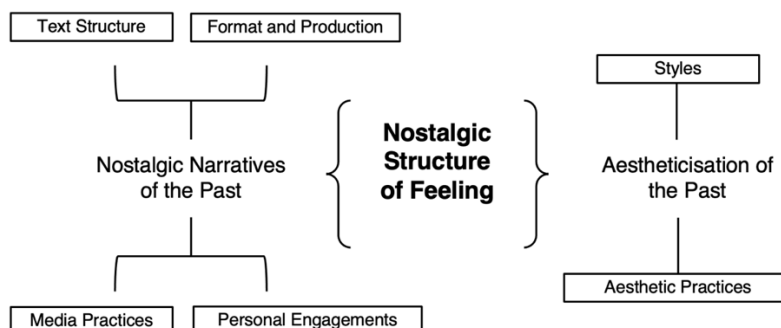 Text Structure
Format and Production
Styles
Nostalgic Narratives
of the Past
Nostalgic
Structure
of Feeling
Aestheticisation of
the Past
Media Practices
Personal Engagements
Aesthetic Practices